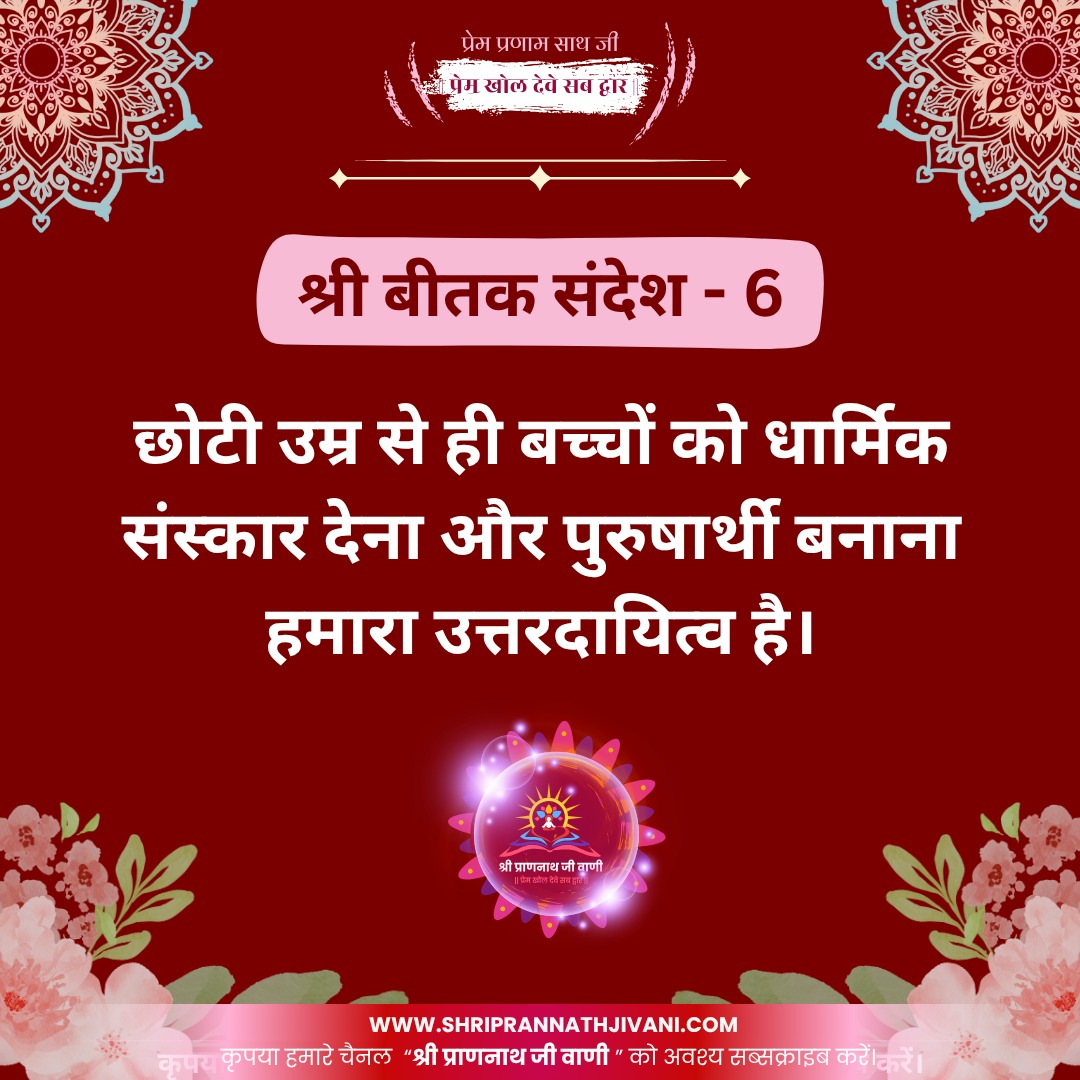 प्रेम प्रणाम साथ जी
|| प्रेम खोल देवे सब द्वार ||
श्री बीतक संदेश - 6
छोटी उम्र से ही बच्चों को धार्मिक
संस्कार देना और पुरुषार्थी बनाना
हमारा उत्तरदायित्व है।
श्री प्राणनाथ जी वाणी
|| प्रेम खोल देवे सब द्वार ||
WWW.SHRIPRANNATHJIVANI.COM
कृपया हमारे चैनल “श्री प्राणनाथ जी वाणी ” को अवश्य सब्सक्राइब करें।